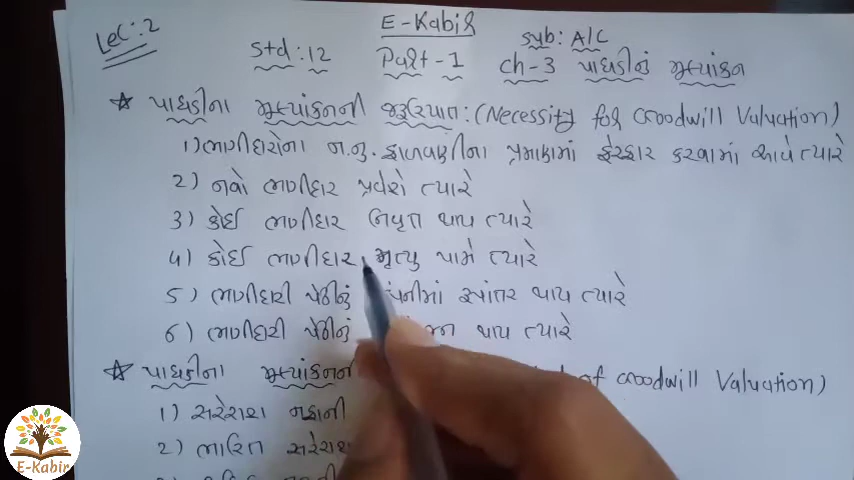 E-Kabir
Lec:2
Std:12 Part-1 Sub: A/C
Ch-3 પાઘડીનું મૂલ્યાંકન
☆ પાઘડીના મૂલ્યાંકનની જરૂરિયાત: (Necessity for Goodwill Valuation)
1) ભાગીદારોના ન.નુ. ફાળવણીના પ્રમાણમાં ફેરફાર કરવામાં આવે ત્યારે
2) નવો ભાગીદાર પ્રવેશે ત્યારે
3) કોઈ ભાગીદાર નિવૃત્ત થાય ત્યારે
4) કોઈ ભાગીદાર મૃત્યુ પામે ત્યારે
5) ભાગીદારી પેઢીનું રૂપાંતર થાય ત્યારે
6) ભાગીદારી પેઢીનું થાય ત્યારે
☆ પાઘડીના મૂલ્યાંકનની of Goodwill Valuation)
1) સરેરાશ નફાની
2) ભારિત સરેરાશ
E-Kabir